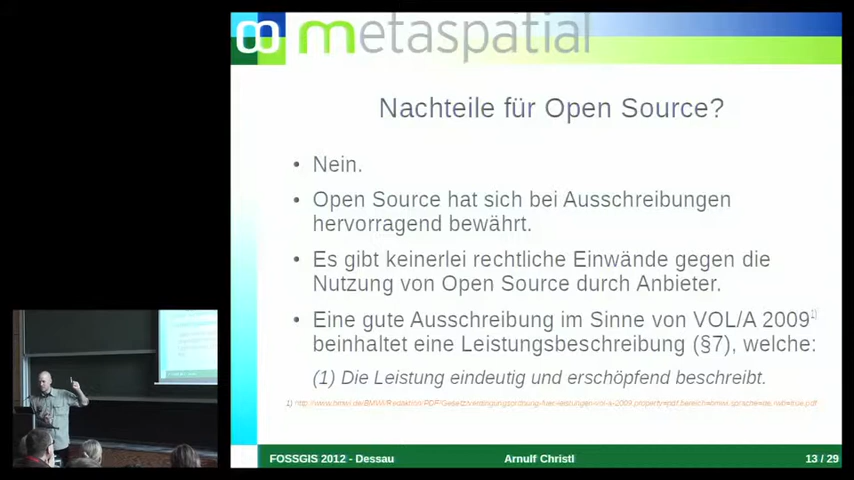 metaspatial
Nachteile für Open Source?
• Nein.
• Open Source hat sich bei Ausschreibungen
hervorragend bewährt.
• Es gibt keinerlei rechtliche Einwände gegen die
Nutzung von Open Source durch Anbieter.
• Eine gute Ausschreibung im Sinne von VOL/A 2009 1)
beinhaltet eine Leistungsbeschreibung (§7), welche:
(1) Die Leistung eindeutig und erschöpfend beschreibt.
1)
FOSSGIS 2012 - Dessau
Arnulf Christl
13 / 29